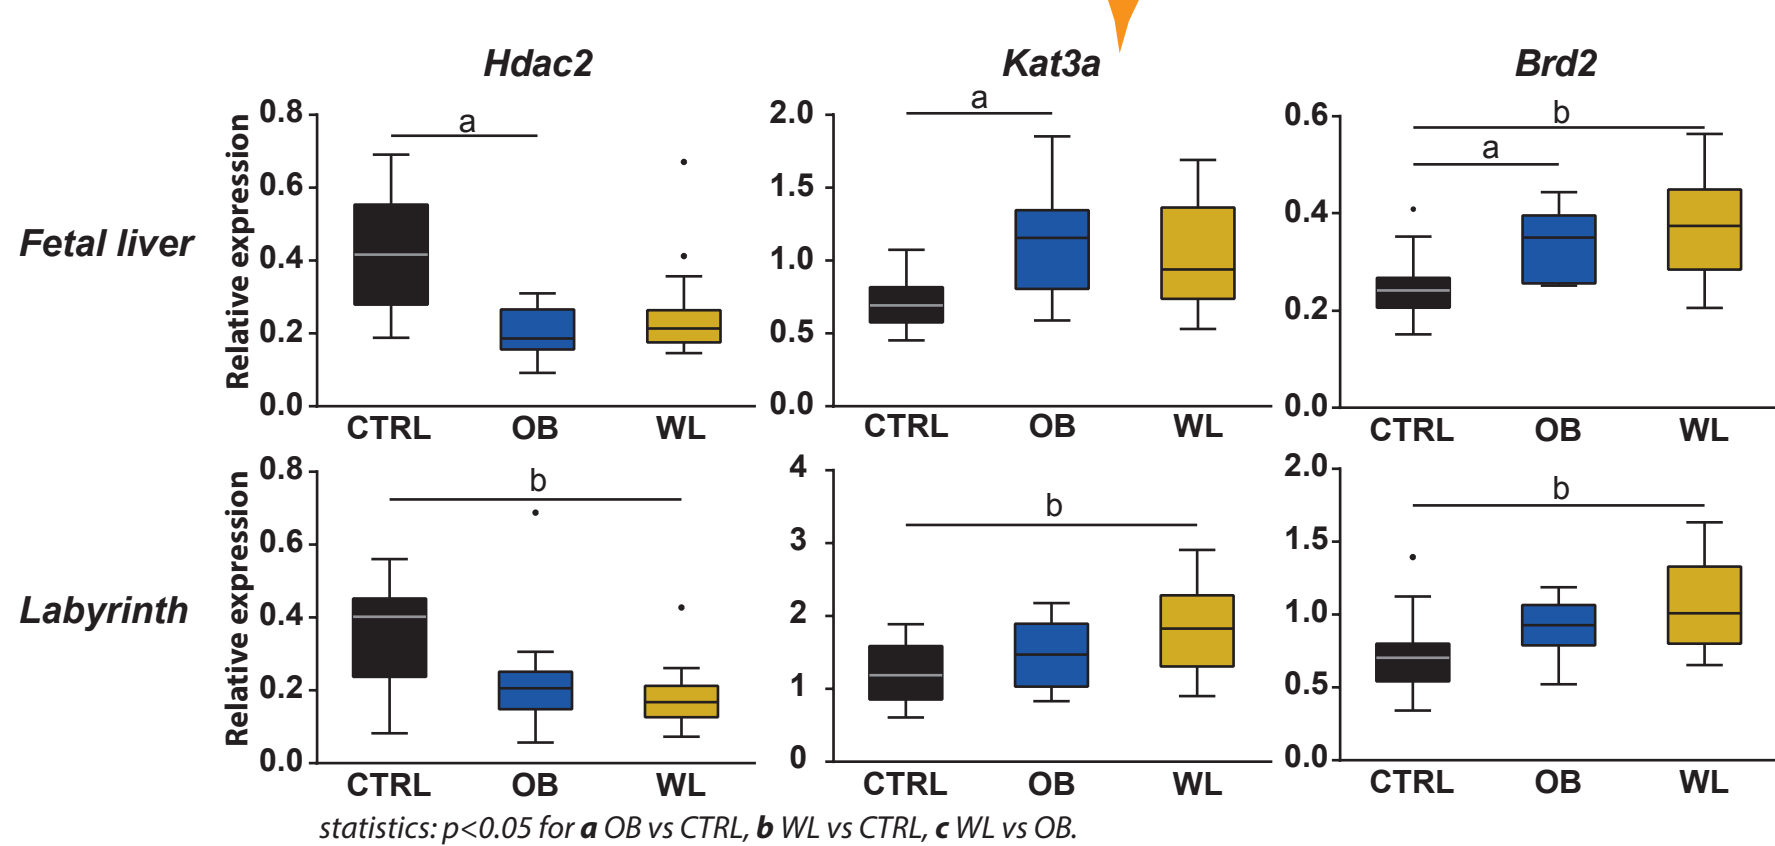 Hdac2 Kat3a Brd2
Fetal liver
Relative expression
0.8
0.6
0.4
0.2
0.0
a
CTRL OB WL
2.0
1.5
1.0
0.5
0.0
a
CTRL OB WL
0.6
0.4
0.2
0.0
b
a
CTRL OB WL
Labyrinth
Relative expression
0.8
0.6
0.4
0.2
0.0
b
CTRL OB WL
4
3
2
1
0
b
CTRL OB WL
2.0
1.5
1.0
0.5
0.0
b
CTRL OB WL
statistics: p<0.05 for a OB vs CTRL, b WL vs CTRL, c WL vs OB.